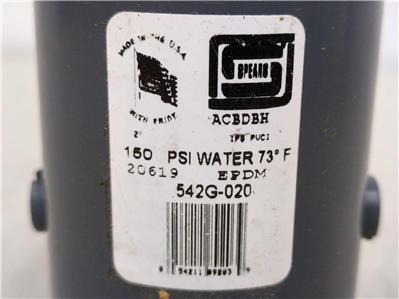 MADE IN THE U.S.A.
WITH PRIDE
SPEARS
ACBDBH
2"
IPS PVCI
150 PSI WATER 73° F
20619 EPDM
542G-020